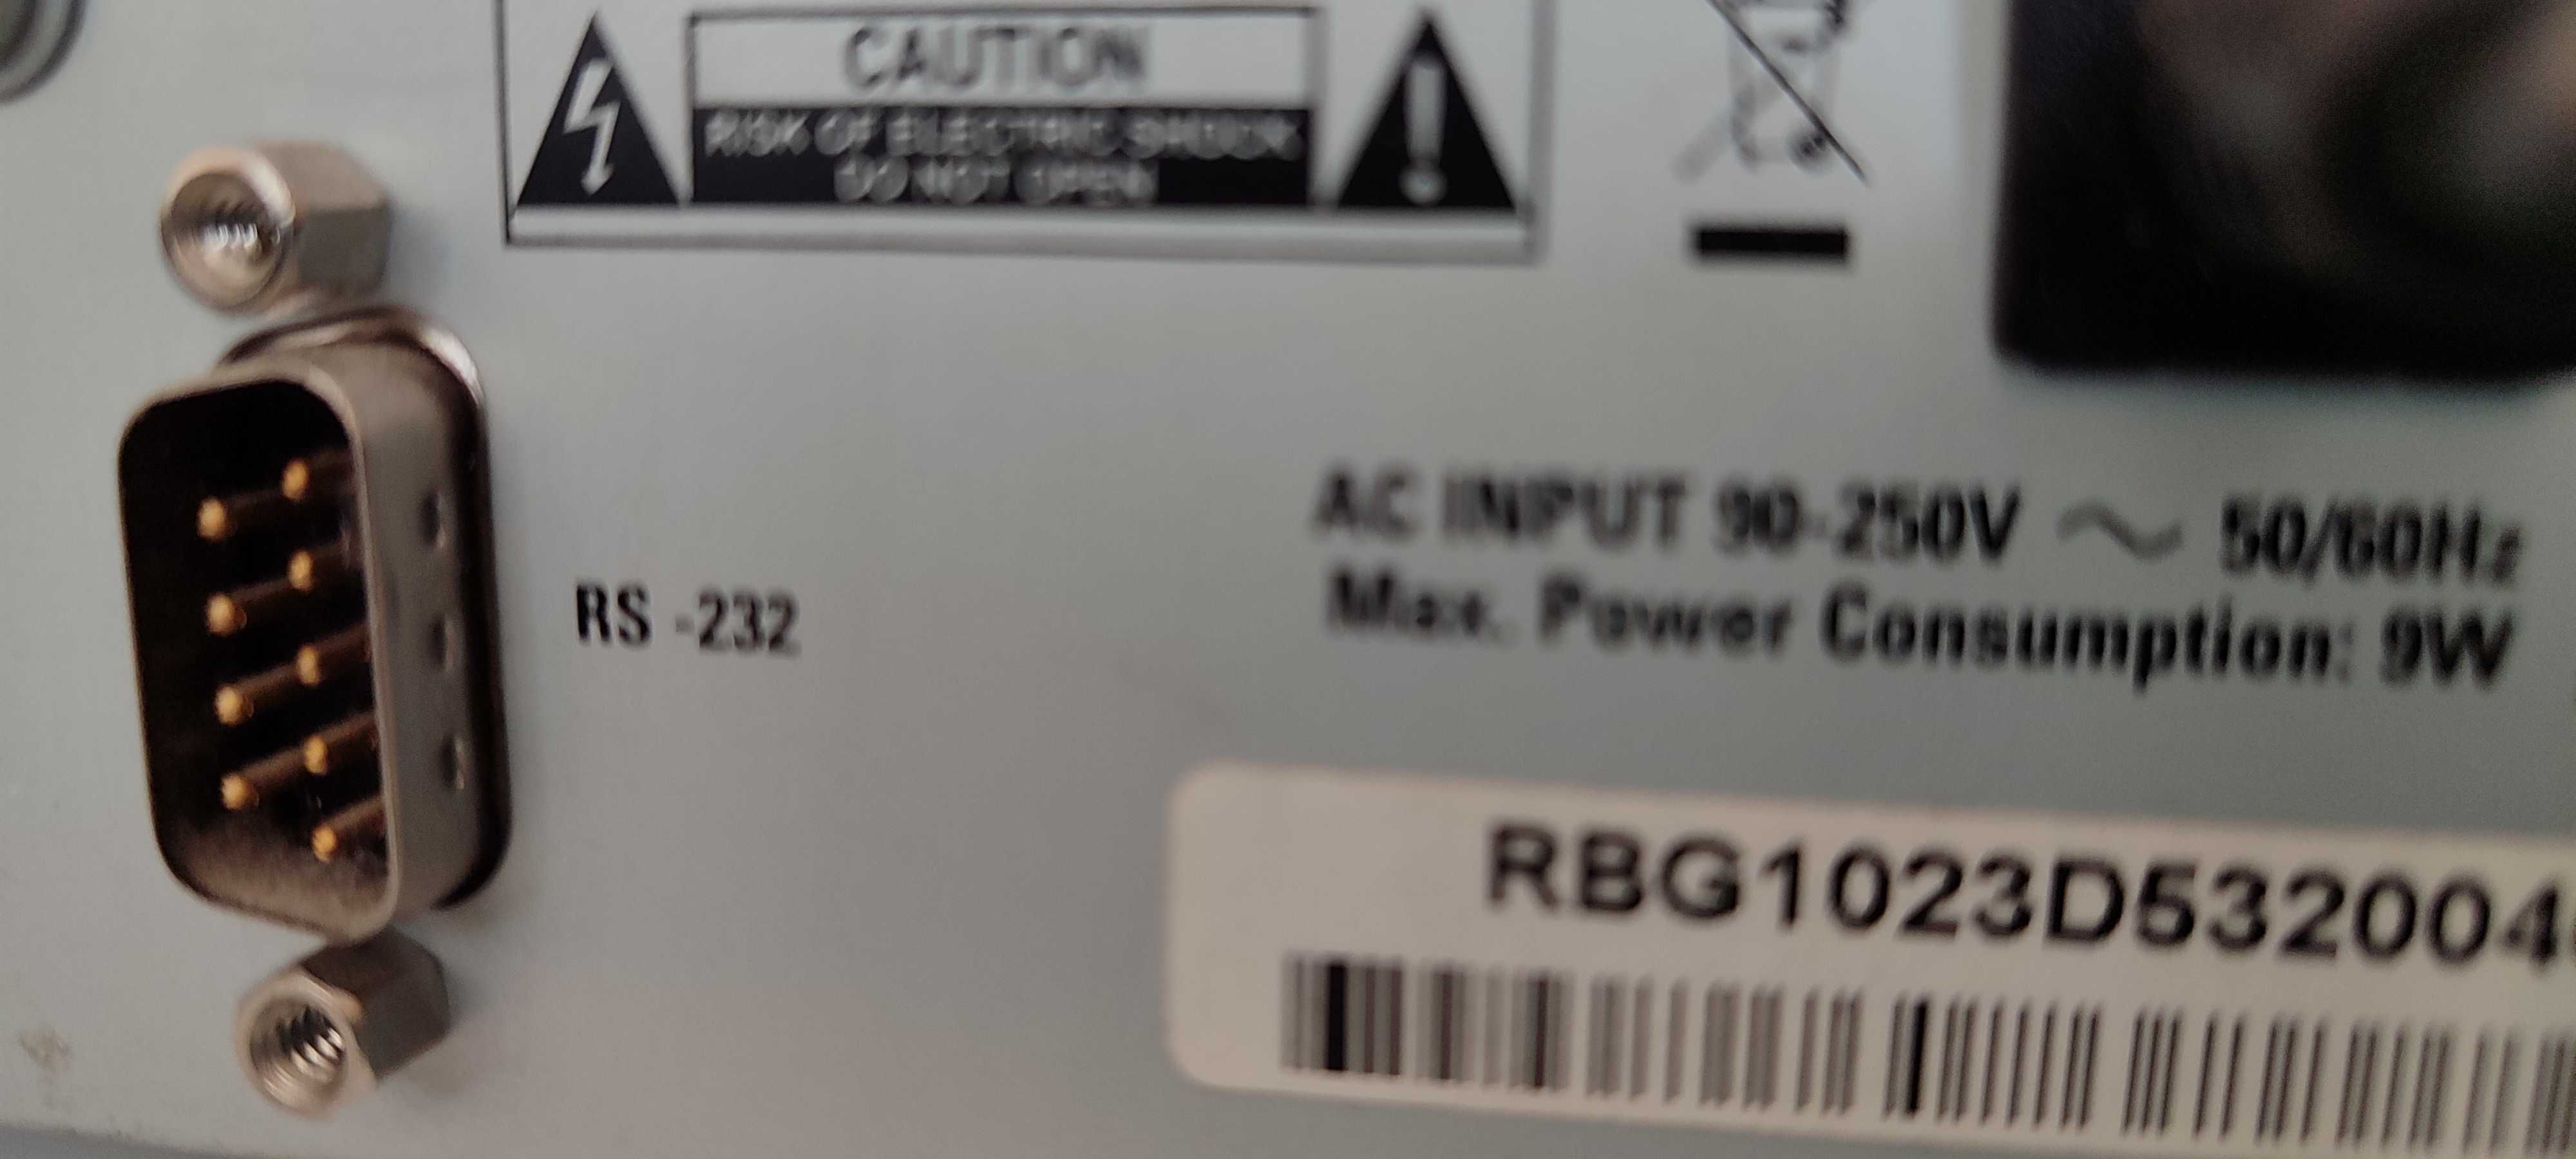 CAUTION
RISK OF ELECTRIC SHOCK
DO NOT OPEN
AC INPUT 90-250V ～ 50/60Hz
Max. Power Consumption: 9W
RS -232
RBG1023D532004